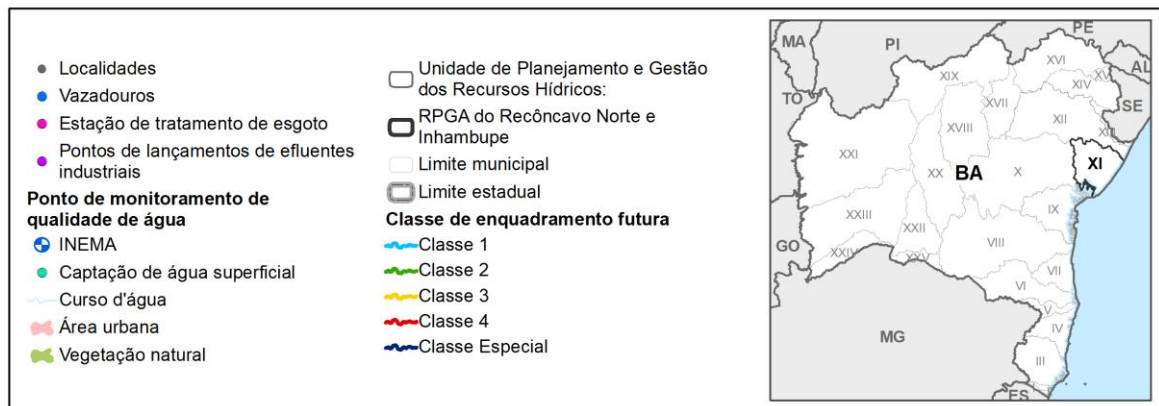 Localidades
Vazadouros
Estação de tratamento de esgoto
Pontos de lançamentos de efluentes
industriais
Ponto de monitoramento de
qualidade de água
INEMA
Captação de água superficial
Curso d'água
Área urbana
Vegetação natural
Unidade de Planejamento e Gestão
dos Recursos Hídricos:
RPGA do Recôncavo Norte e
Inhambupe
Limite municipal
Limite estadual
Classe de enquadramento futura
Classe 1
Classe 2
Classe 3
Classe 4
Classe Especial
MA
PI
PE
AL
SE
TO
GO
MG
ES
BA
XIX
XVI
XV
XIV
XVII
XII
XVIII
XIII
XI
XXI
XX
X
IX
XXIII
XXII
VIII
XXIV
XXV
VII
VI
V
IV
III